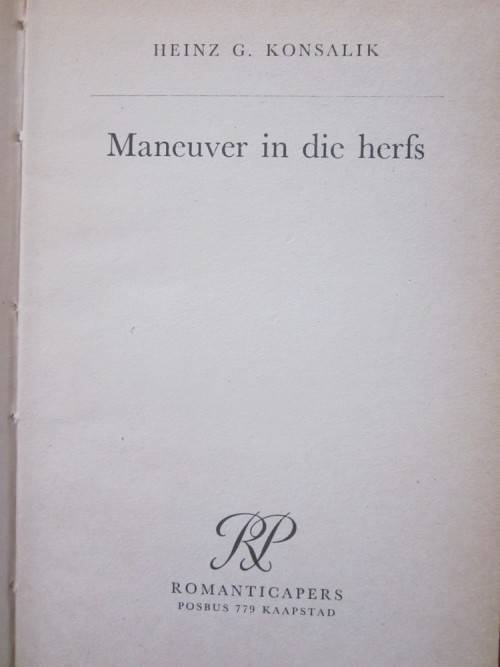 HEINZ G. KONSALIK
Maneuver in die herfs
RP
ROMANTICAPERS
POSBUS 779 KAAPSTAD